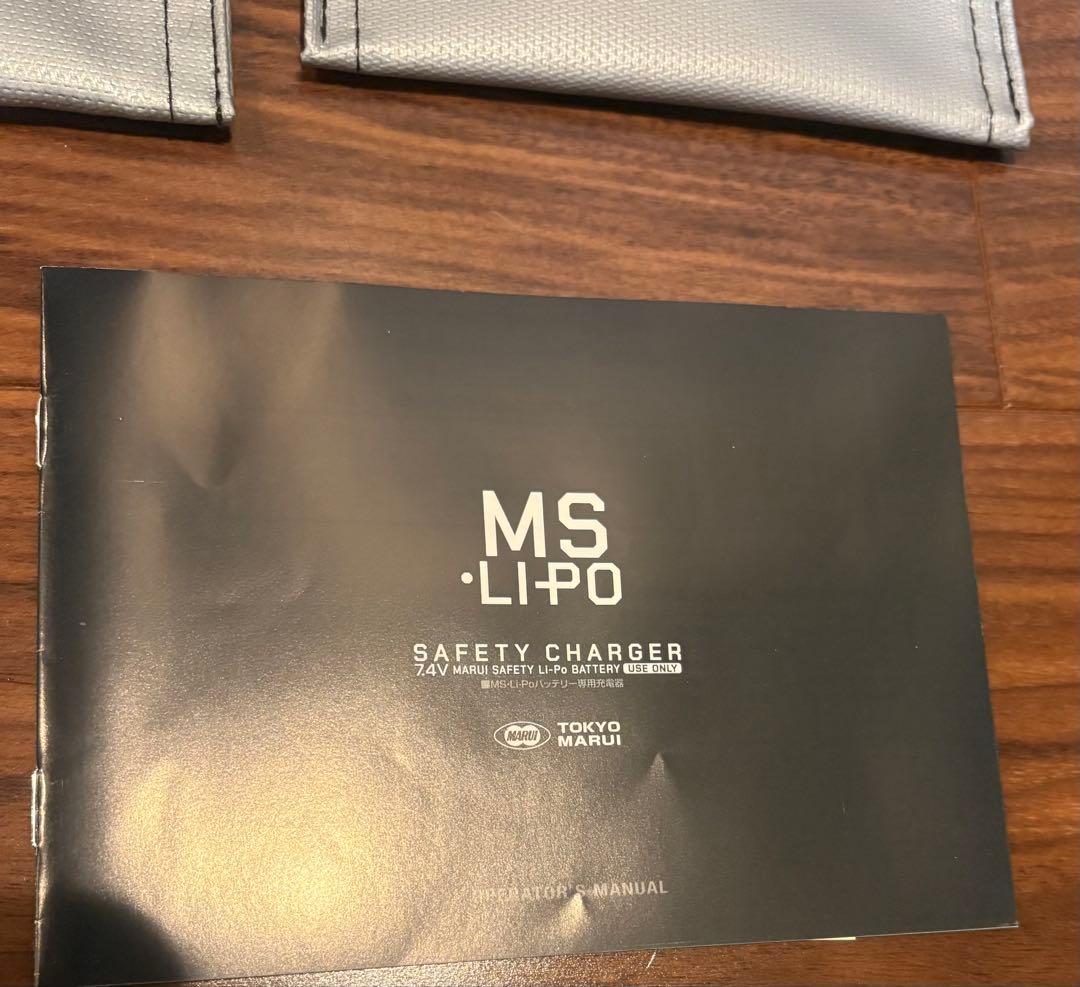 MS
·LI-PO
SAFETY CHARGER
7.4V MARUI SAFETY Li-Po BATTERY USE ONLY
■MS・Li-Poバッテリー専用充電器
MARUI TOKYO
MARUI
OPERATOR'S MANUAL